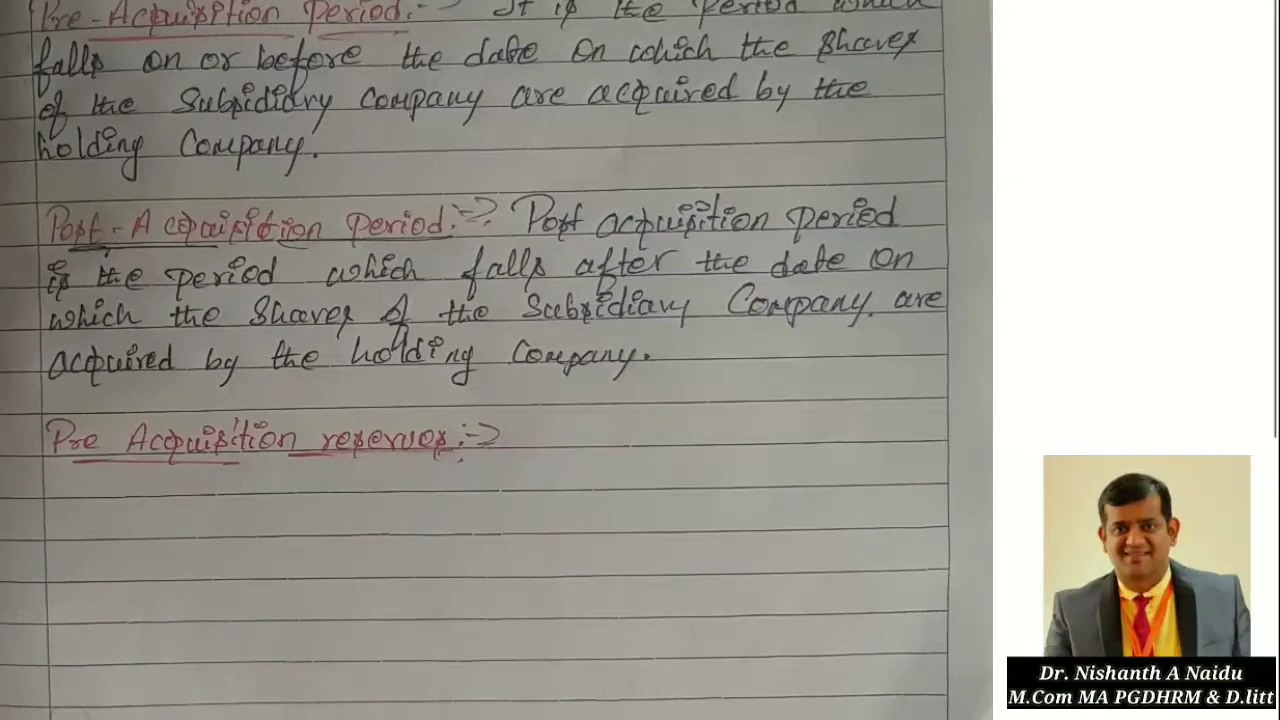 Pre-Acquisition Period:- It is the Period which
falls on or before the date on which the Shares
of the Subsidiary Company are acquired by the
holding Company.
Post-Acquisition period:-> Post acquisition period
is the period which falls after the date on
which the Shares of the Subsidiary Company are
acquired by the holding Company.
Pre Acquisition reserves:->
Dr. Nishanth A Naidu
M.Com MA PGDHRM & D.litt